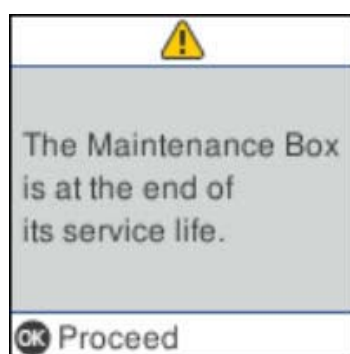 The Maintenance Box
is at the end of
its service life.
OK Proceed